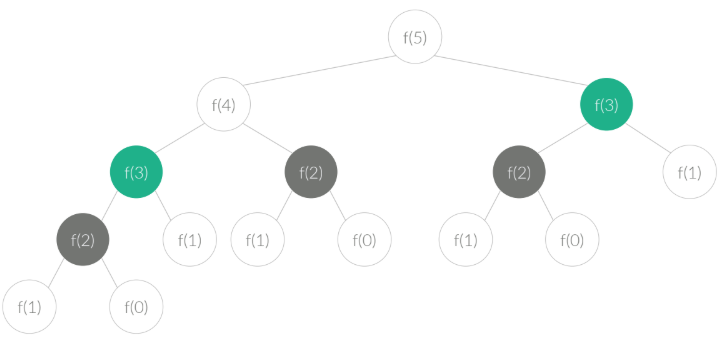 f(5)
f(4) f(3)
f(3) f(2) f(2) f(1)
f(2) f(1) f(1) f(0) f(1) f(0)
f(1) f(0)